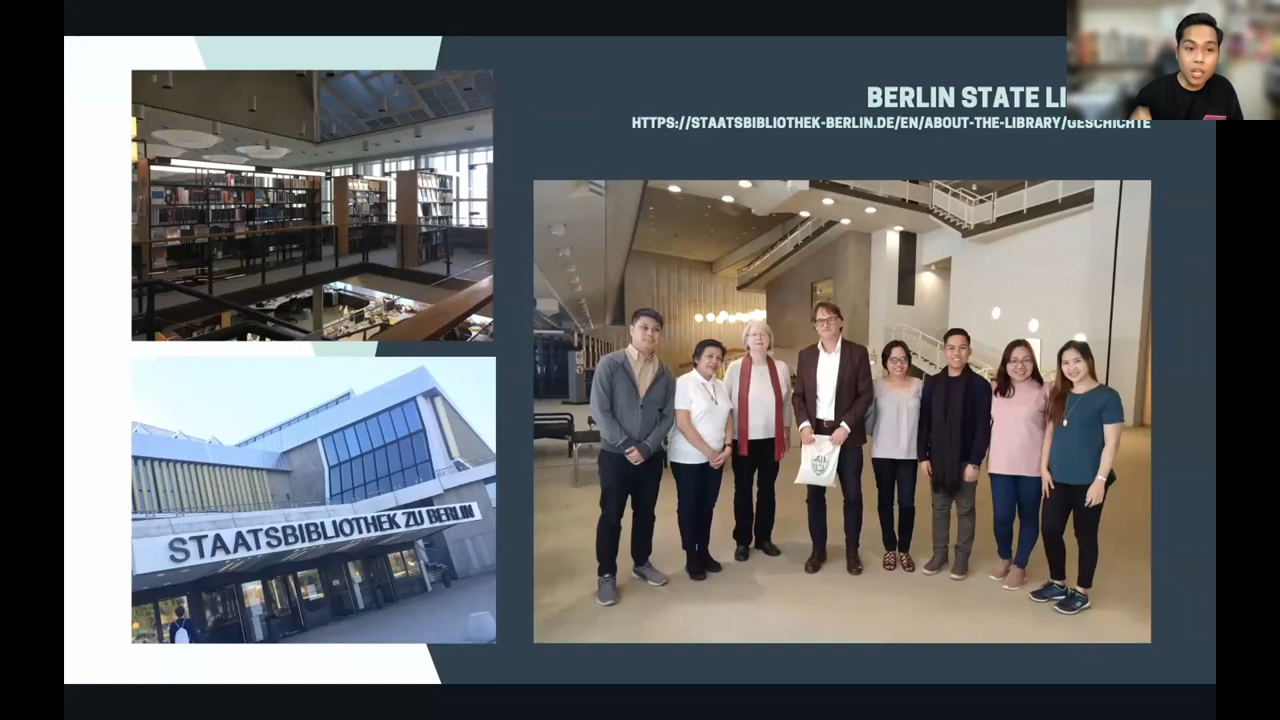 BERLIN STATE LI
HTTPS://STAATSBIBLIOTHEK-BERLIN.DE/EN/ABOUT-THE-LIBRARY/GESCHICHTE
STAATSBIBLIOTHEK ZU BERLIN